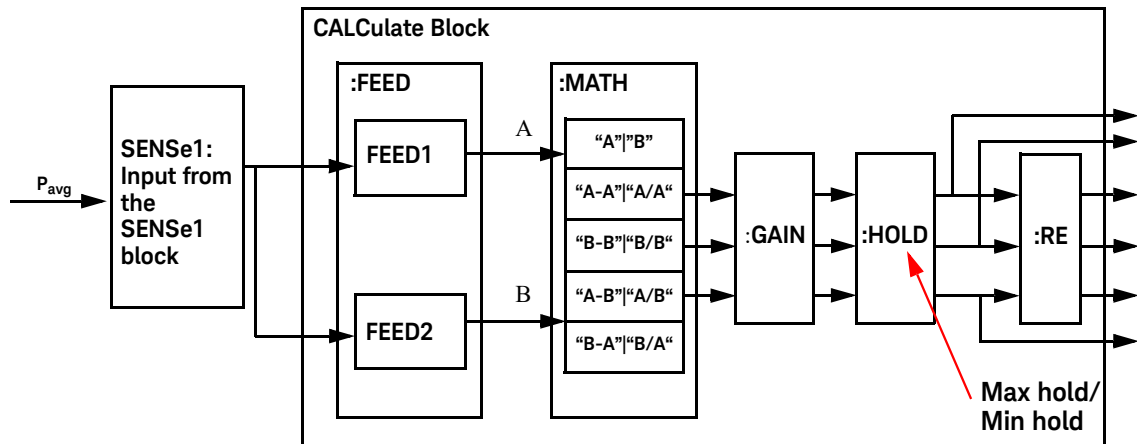 CALCulate Block
:FEED
:MATH
SENSe1:
Input from
the
SENSe1
block
Pavg
FEED1
FEED2
A
B
“A”|”B”
“A-A”|“A/A“
“B-B”|“B/B“
“A-B”|“A/B“
“B-A”|“B/A“
:GAIN
:HOLD
:RE
Max hold/
Min hold